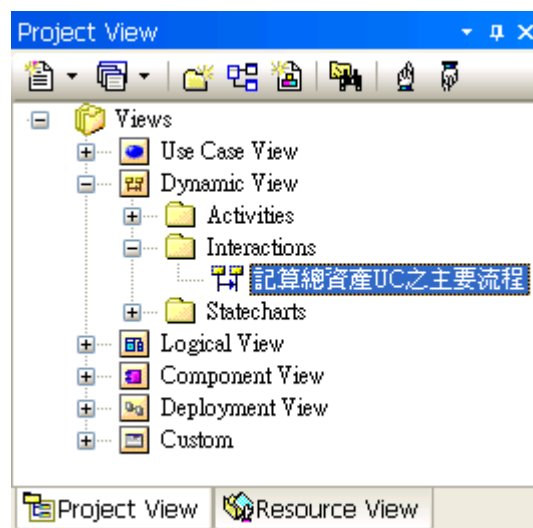 Project View
Views
Use Case View
Dynamic View
Activities
Interactions
記算總資產UC之主要流程
Statecharts
Logical View
Component View
Deployment View
Custom
Project View
Resource View